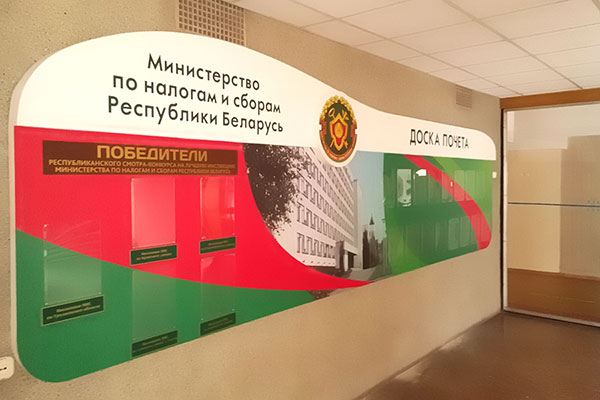 Министерство
по налогам и сборам
Республики Беларусь
ДОСКА ПОЧЕТА
ПОБЕДИТЕЛИ
РЕСПУБЛИКАНСКОГО СМОТРА-КОНКУРСА НА ЛУЧШУЮ ИНСПЕКЦИЮ
МИНИСТЕРСТВА ПО НАЛОГАМ И СБОРАМ РЕСПУБЛИКИ БЕЛАРУСЬ